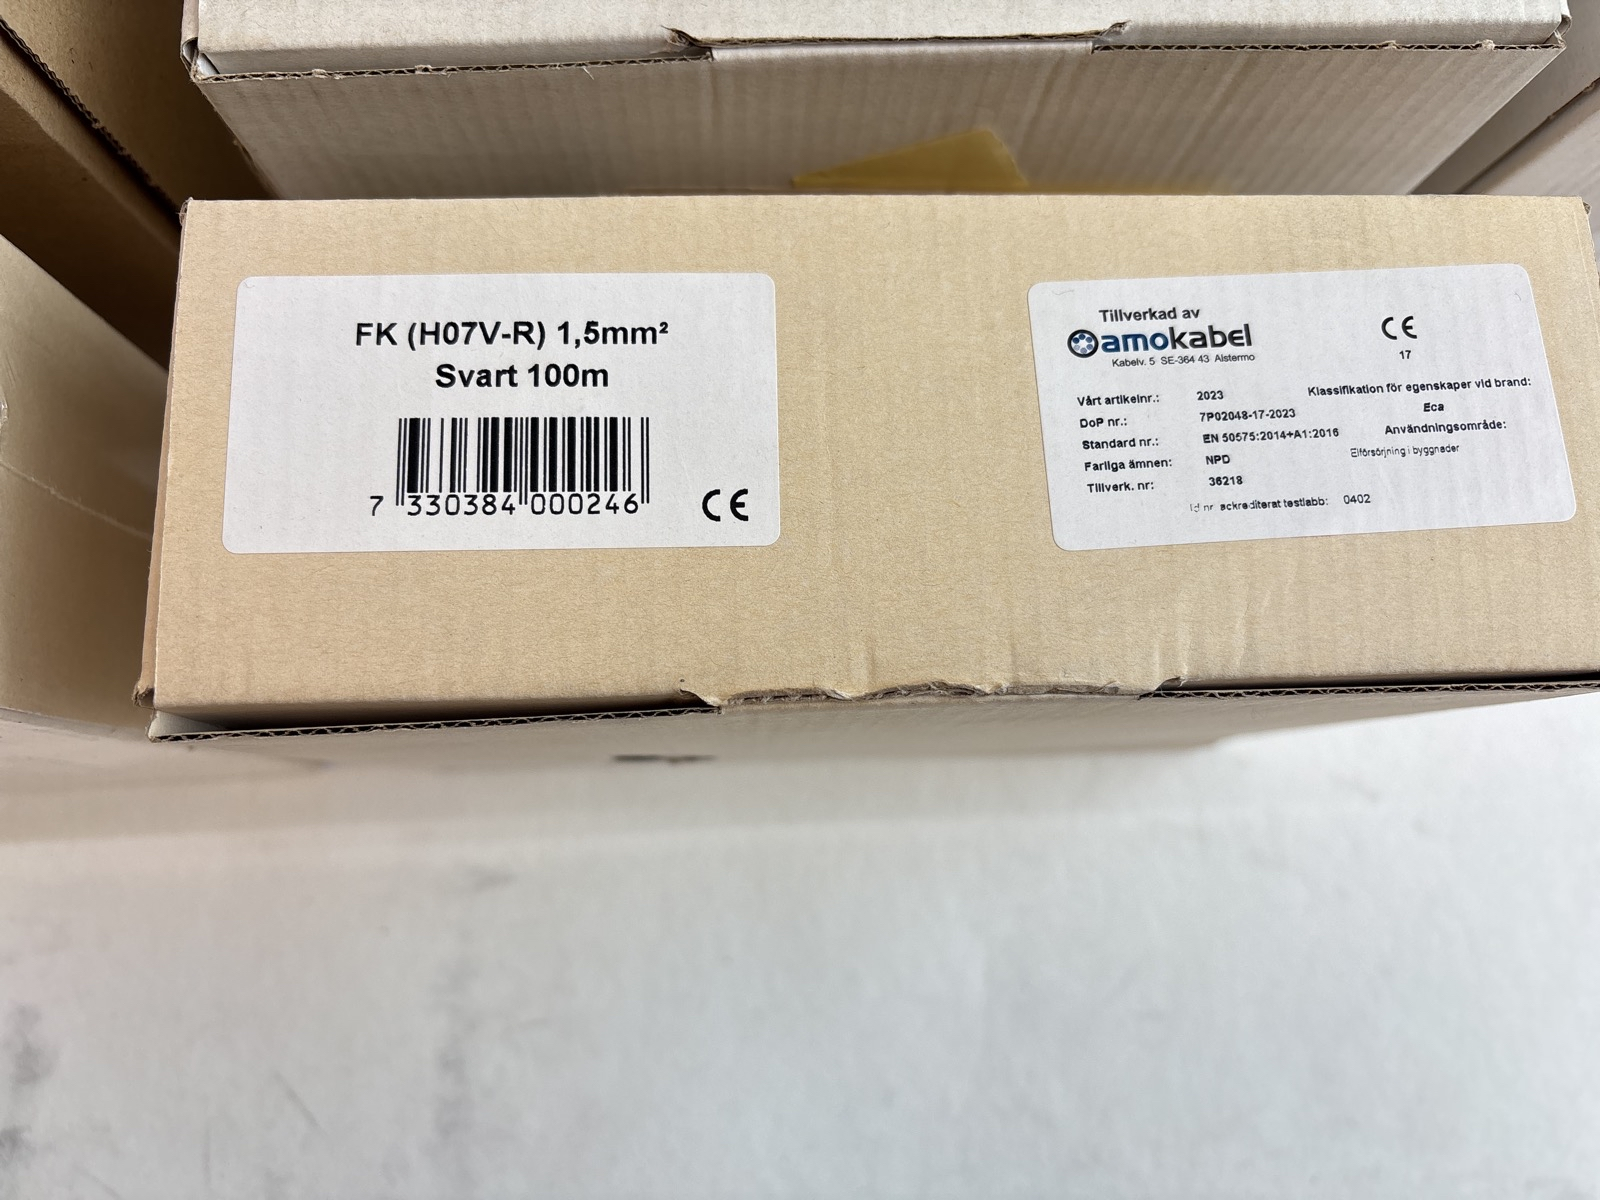 FK (H07V-R) 1,5mm²
Svart 100m
7 330384 000246
CE
Tillverkad av
amokabel
Kabelv. 5 SE-364 43 Alstermo
CE
17
Vårt artikelnr.: 2023
DoP nr.: 7P02048-17-2023
Standard nr.: EN 50575:2014+A1:2016
Farliga ämnen: NPD
Tillverk. nr: 36218
Klassifikation för egenskaper vid brand:
Eca
Användningsområde:
Elförsörjning i byggnader
Id nr ackrediterat testlabb: 0402